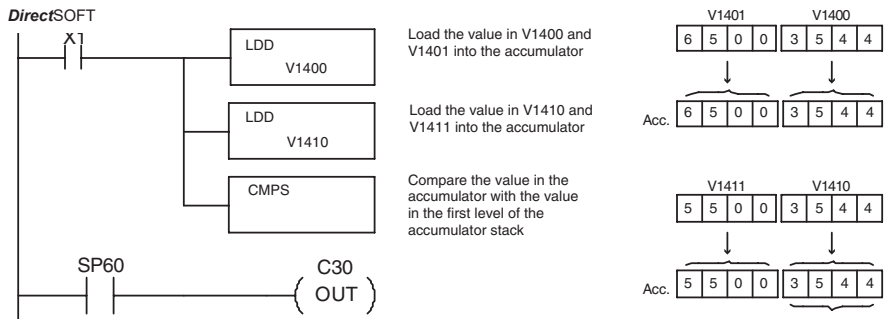 DirectSOFT
X1
LDD
V1400
Load the value in V1400 and
V1401 into the accumulator
LDD
V1410
Load the value in V1410 and
V1411 into the accumulator
CMPS
Compare the value in the
accumulator with the value
in the first level of the
accumulator stack
SP60
C30
OUT
V1401 V1400
6 5 0 0 3 5 4 4
Acc. 6 5 0 0 3 5 4 4
V1411 V1410
5 5 0 0 3 5 4 4
Acc. 5 5 0 0 3 5 4 4